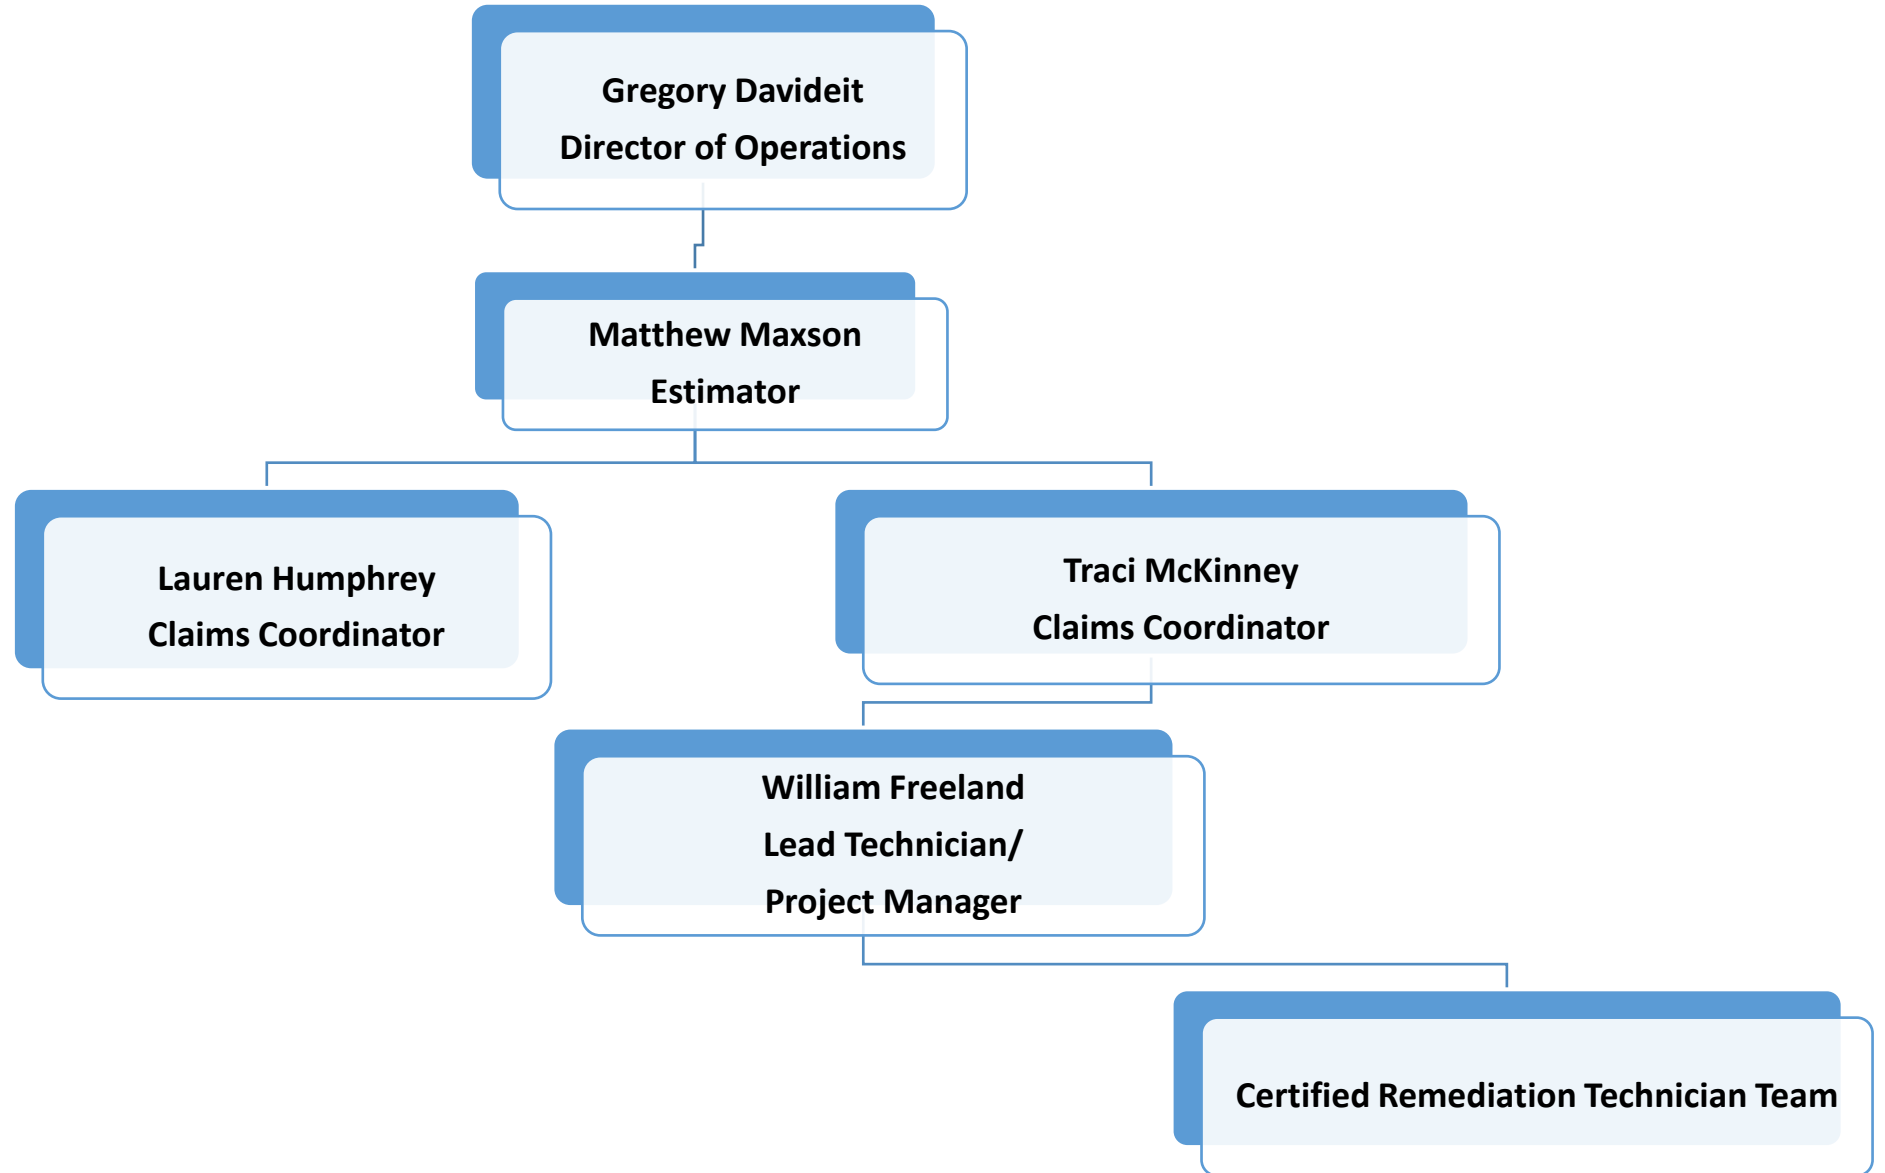 Gregory Davideit
Director of Operations
Matthew Maxson
Estimator
Lauren Humphrey
Claims Coordinator
Traci McKinney
Claims Coordinator
William Freeland
Lead Technician/
Project Manager
Certified Remediation Technician Team